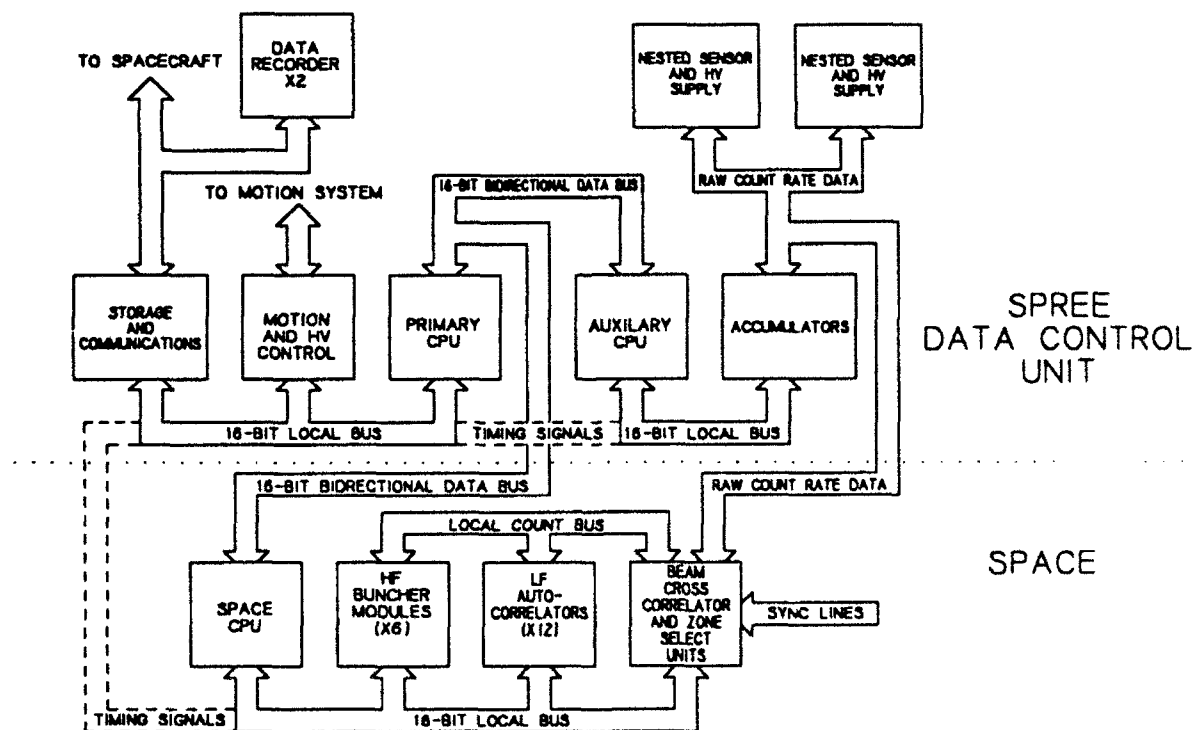 TO SPACECRAFT
DATA
RECORDER
X2
NESTED SENSOR
AND HV
SUPPLY
NESTED SENSOR
AND HV
SUPPLY
TO MOTION SYSTEM
16-BIT BIDIRECTIONAL DATA BUS
RAW COUNT RATE DATA
STORAGE
AND
COMMUNICATIONS
MOTION
AND HV
CONTROL
PRIMARY
CPU
AUXILARY
CPU
ACCUMULATORS
SPREE
DATA CONTROL
UNIT
16-BIT LOCAL BUS
TIMING SIGNALS
16-BIT LOCAL BUS
16-BIT BIDRECTIONAL DATA BUS
RAW COUNT RATE DATA
LOCAL COUNT BUS
SPACE
CPU
HF
BUNCHER
MODULES
(X6)
LF
AUTO-
CORRELATORS
(X12)
BEAM
CROSS
CORRELATOR
AND ZONE
SELECT
UNITS
SYNC LINES
SPACE
TIMING SIGNALS
16-BIT LOCAL BUS